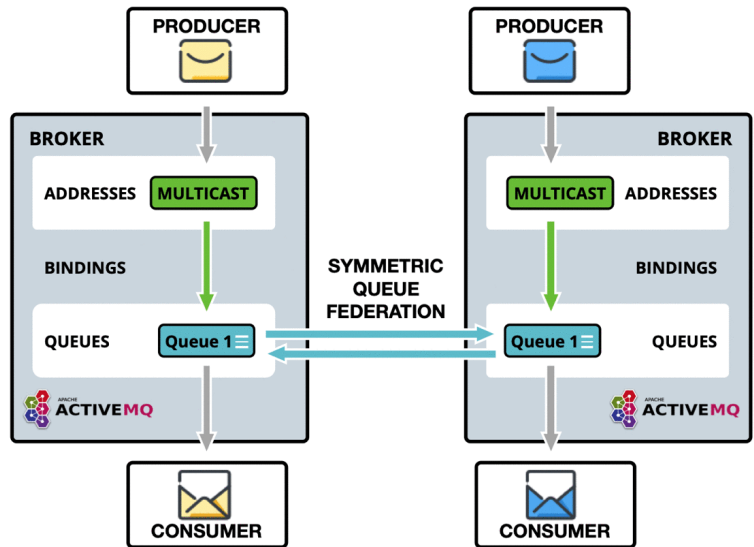 PRODUCER
PRODUCER
BROKER
BROKER
ADDRESSES
MULTICAST
MULTICAST
ADDRESSES
BINDINGS
SYMMETRIC
QUEUE
FEDERATION
BINDINGS
QUEUES
Queue 1
Queue 1
QUEUES
APACHE
ACTIVEMQ
APACHE
ACTIVEMQ
CONSUMER
CONSUMER